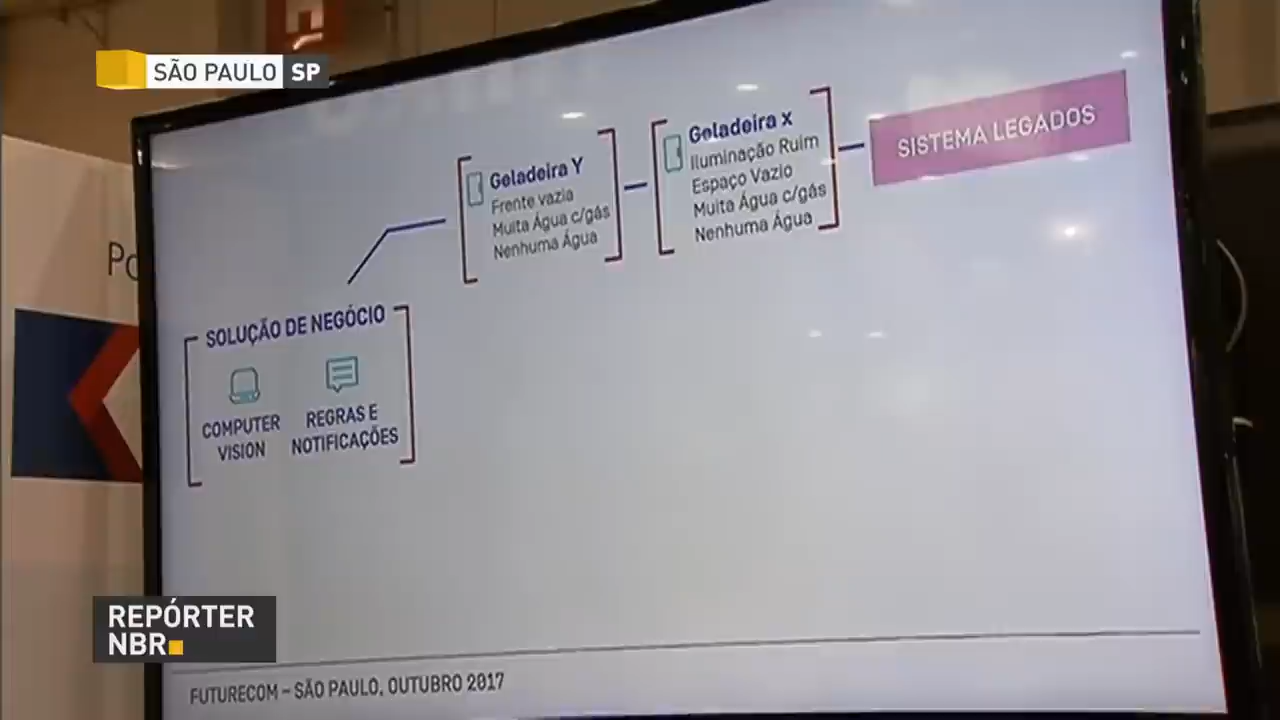 SÃO PAULO SP
Po
Geladeira Y
Frente vazia
Muita Água c/gás
Nenhuma Água
Geladeira x
Iluminação Ruim
Espaço Vazio
Muita Água c/gás
Nenhuma Água
SISTEMA LEGADOS
SOLUÇÃO DE NEGÓCIO
COMPUTER
VISION
REGRAS E
NOTIFICAÇÕES
REPÓRTER
NBR
FUTURECOM – SÃO PAULO, OUTUBRO 2017